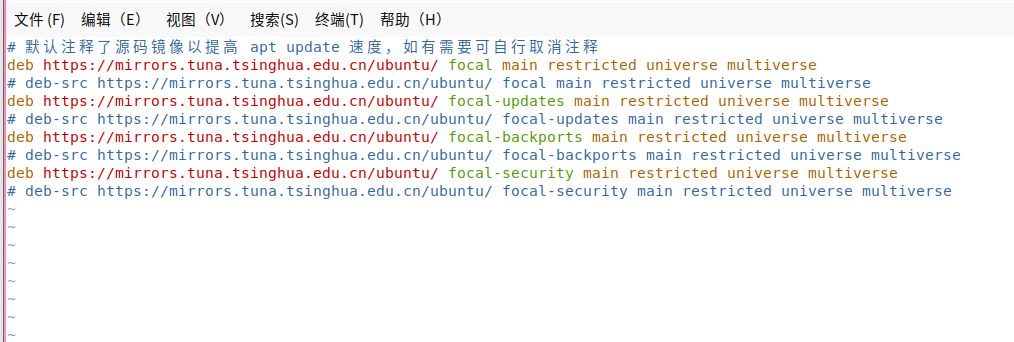 文件 (F) 编辑（E） 视图（V） 搜索(S) 终端(T) 帮助（H）
# 默认注释了源码镜像以提高 apt update 速度，如有需要可自行取消注释
deb https://mirrors.tuna.tsinghua.edu.cn/ubuntu/ focal main restricted universe multiverse
# deb-src https://mirrors.tuna.tsinghua.edu.cn/ubuntu/ focal main restricted universe multiverse
deb https://mirrors.tuna.tsinghua.edu.cn/ubuntu/ focal-updates main restricted universe multiverse
# deb-src https://mirrors.tuna.tsinghua.edu.cn/ubuntu/ focal-updates main restricted universe multiverse
deb https://mirrors.tuna.tsinghua.edu.cn/ubuntu/ focal-backports main restricted universe multiverse
# deb-src https://mirrors.tuna.tsinghua.edu.cn/ubuntu/ focal-backports main restricted universe multiverse
deb https://mirrors.tuna.tsinghua.edu.cn/ubuntu/ focal-security main restricted universe multiverse
# deb-src https://mirrors.tuna.tsinghua.edu.cn/ubuntu/ focal-security main restricted universe multiverse
~
~
~
~
~
~
~
~